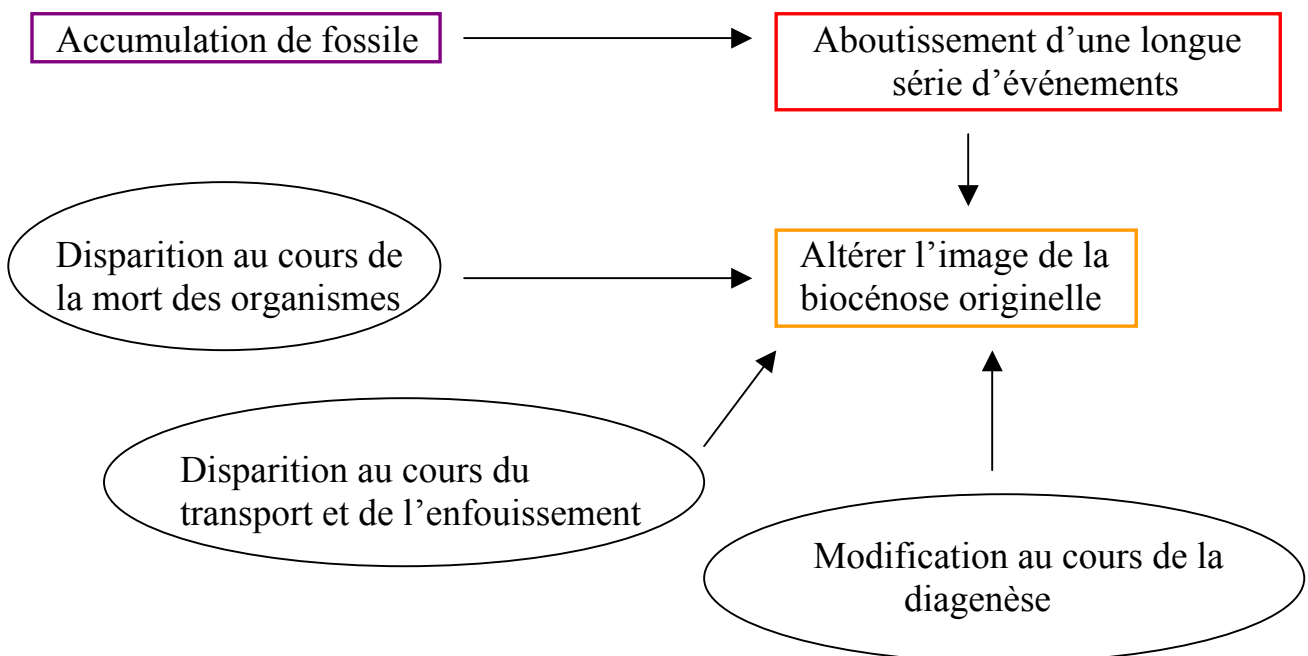 Accumulation de fossile
Aboutissement d’une longue
série d’événements
Disparition au cours de
la mort des organismes
Altérer l’image de la
biocénose originelle
Disparition au cours du
transport et de l’enfouissement
Modification au cours de la
diagenèse